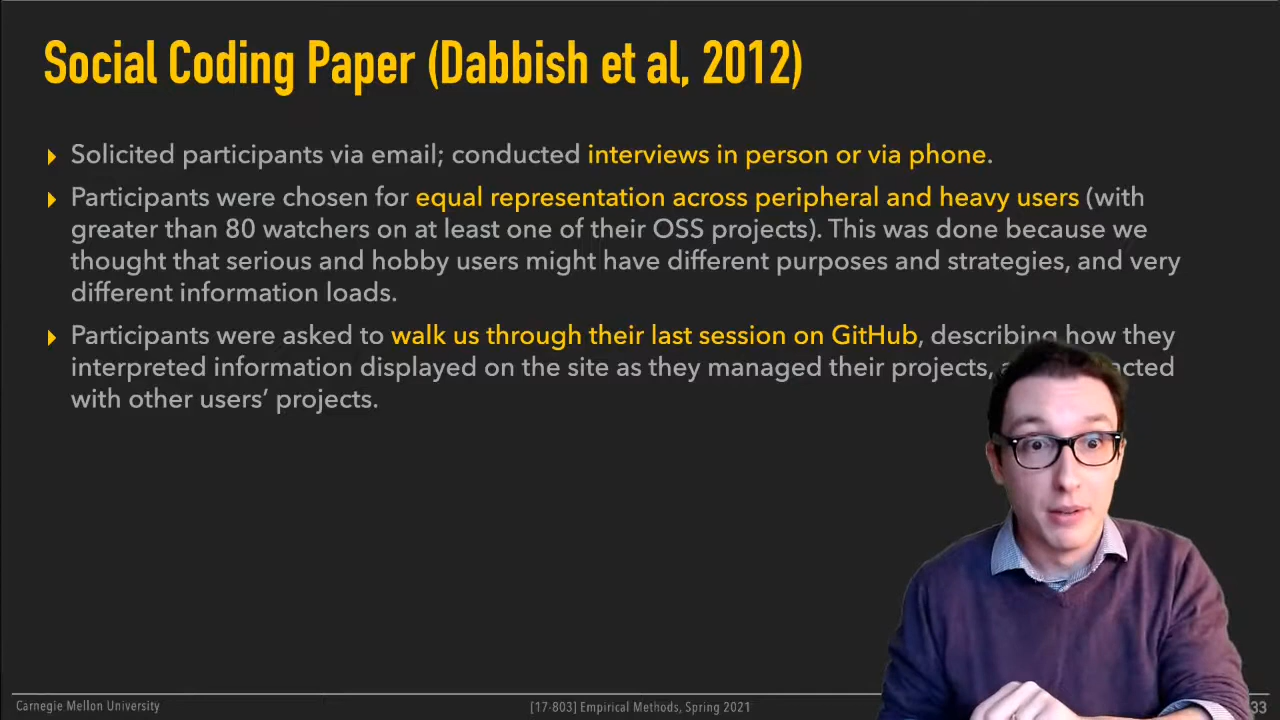 Social Coding Paper (Dabbish et al, 2012)
Solicited participants via email; conducted interviews in person or via phone.
Participants were chosen for equal representation across peripheral and heavy users (with
greater than 80 watchers on at least one of their OSS projects). This was done because we
thought that serious and hobby users might have different purposes and strategies, and very
different information loads.
Participants were asked to walk us through their last session on GitHub, describing how they
interpreted information displayed on the site as they managed their projects,
with other users’ projects.
Carnegie Mellon University
[17-803] Empirical Methods, Spring 2021
33